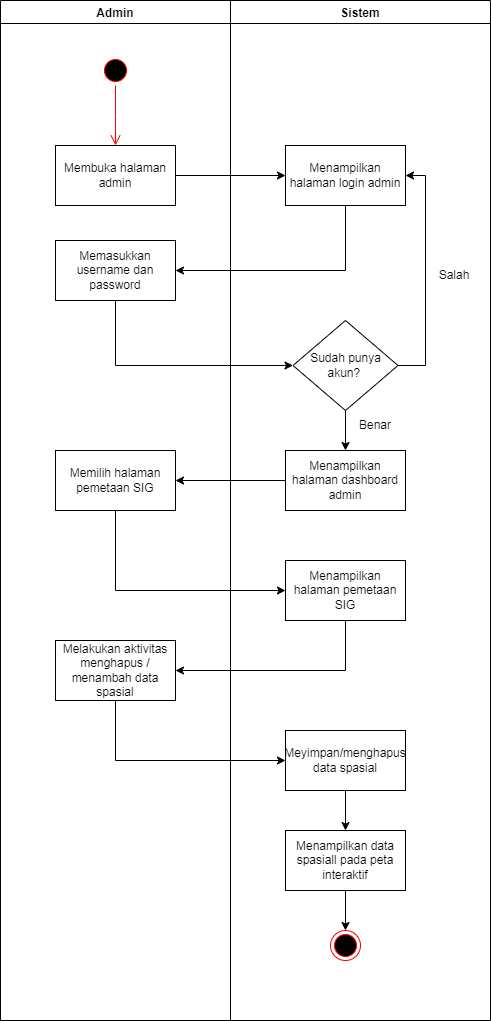 Admin
Sistem
Membuka halaman
admin
Menampilkan
halaman login admin
Memasukkan
username dan
password
Salah
Sudah punya
akun?
Benar
Memilih halaman
pemetaan SIG
Menampilkan
halaman dashboard
admin
Menampilkan
halaman pemetaan
SIG
Melakukan aktivitas
menghapus /
menambah data
spasial
Meyimpan/menghapus
data spasial
Menampilkan data
spasiall pada peta
interaktif